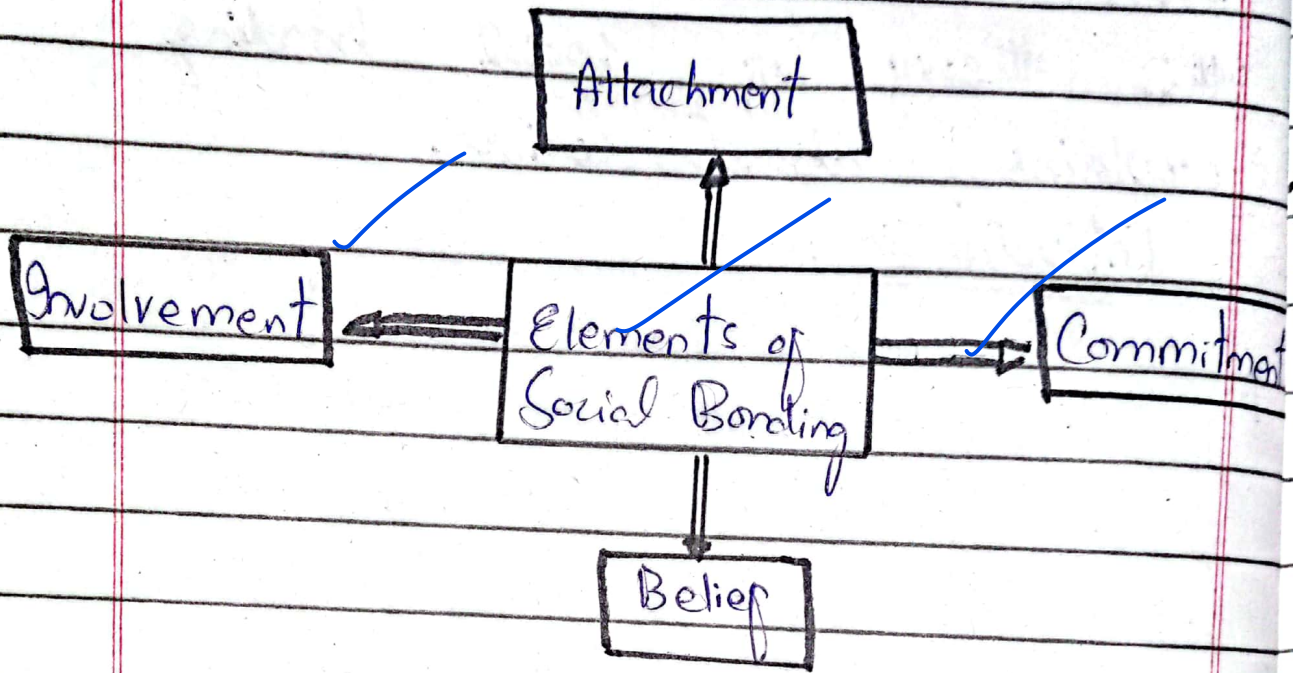 Attachment
Involvement
Elements of
Social Bonding
Commitment
Belief